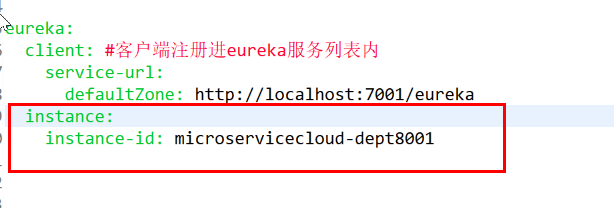 eureka:
client: #客户端注册进eureka服务列表内
service-url:
defaultZone: http://localhost:7001/eureka
instance:
instance-id: microservicecloud-dept8001